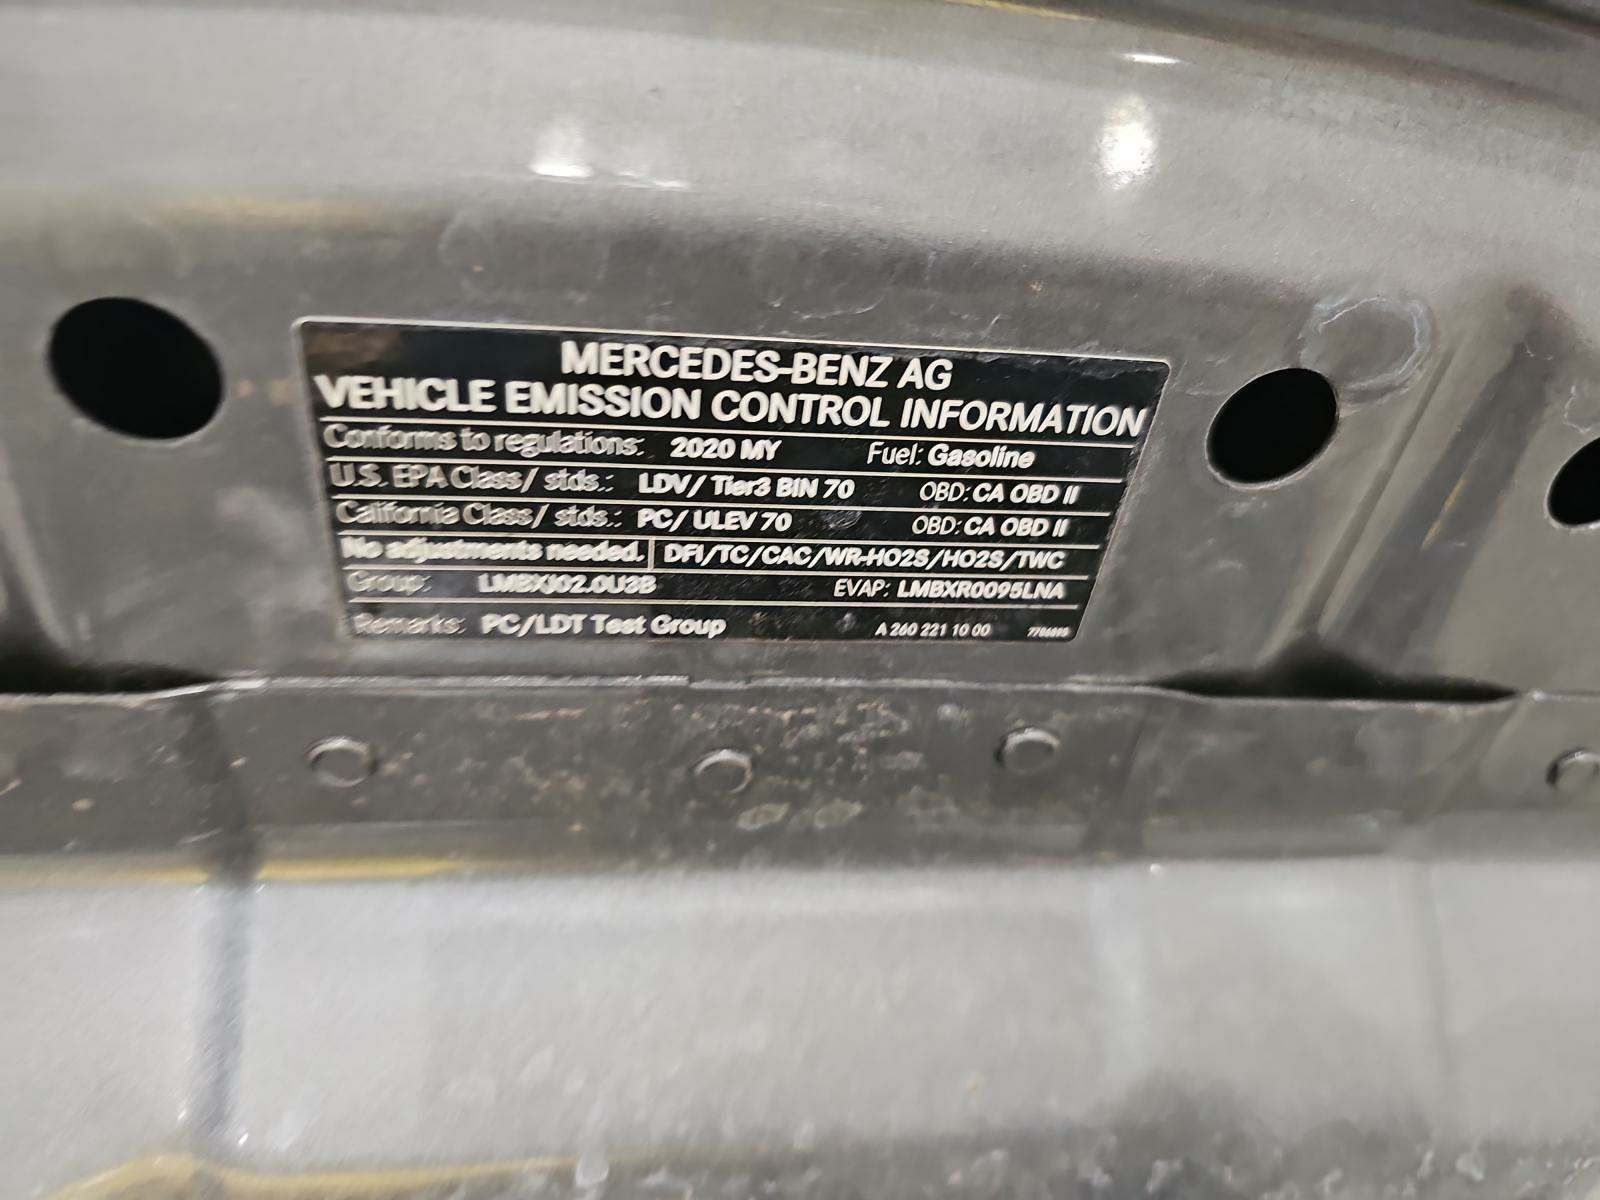 MERCEDES-BENZ AG
VEHICLE EMISSION CONTROL INFORMATION
Conforms to regulations: 2020 MY Fuel: Gasoline
U.S. EPA Class/ stds.: LDV/ Tier3 BIN 70 OBD: CA OBD II
California Class/ stds.: PC/ ULEV 70 OBD: CA OBD II
No adjustments needed. DFI/TC/CAC/WR-HO2S/HO2S/TWC
Group: LMBXJ02.0U3B EVAP: LMBXR0095LNA
Remarks: PC/LDT Test Group A 260 221 10 00